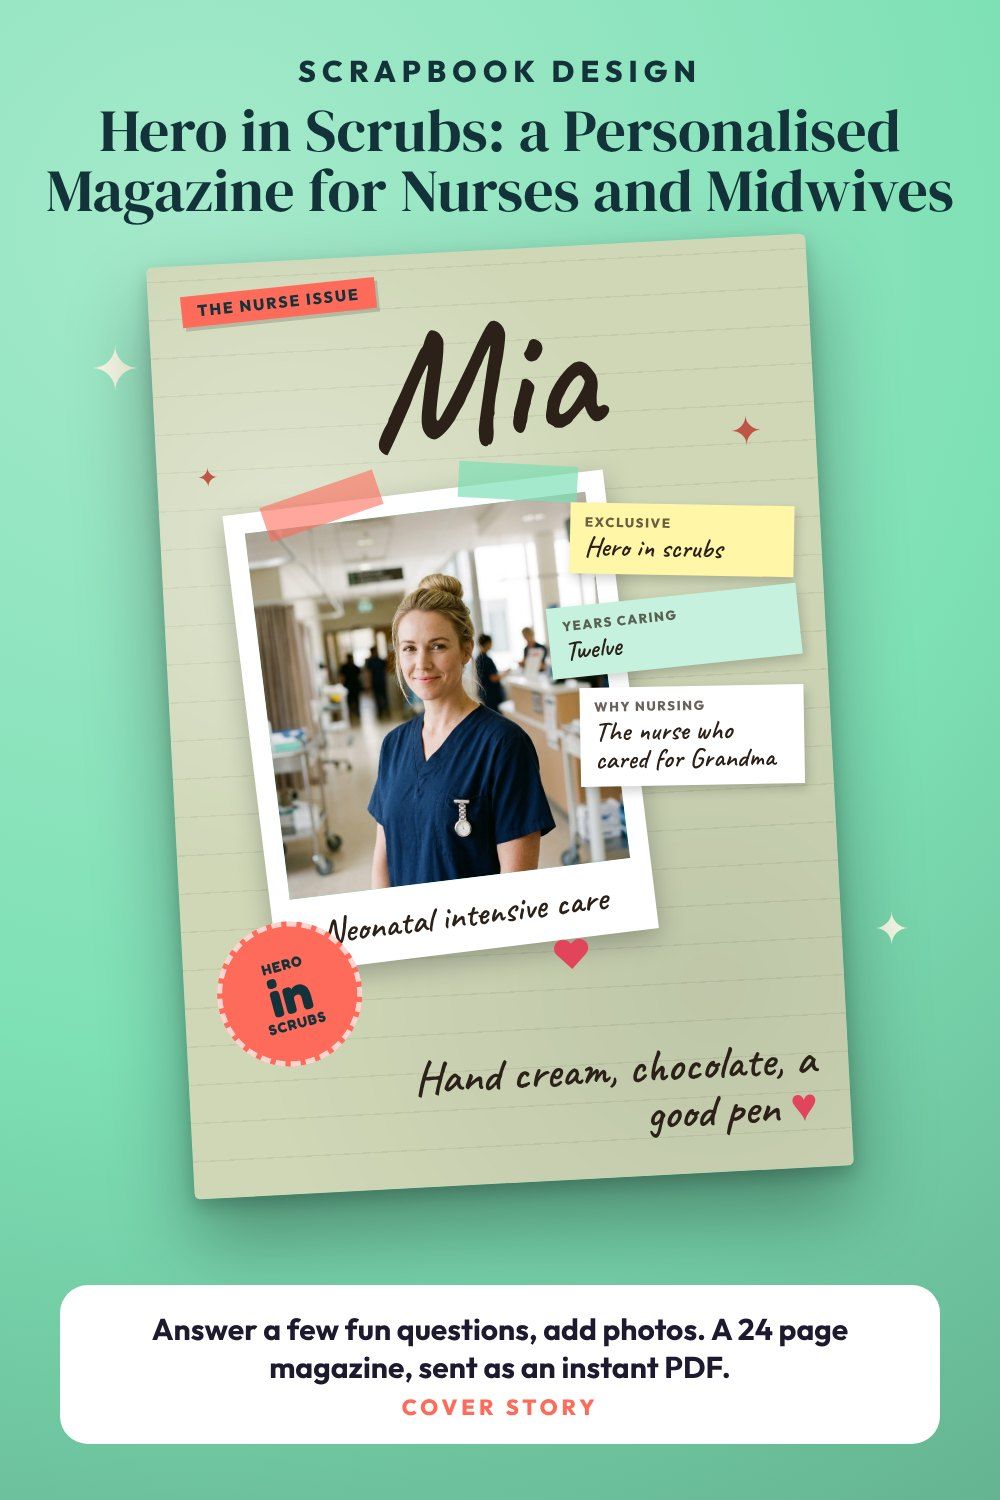 SCRAPBOOK DESIGN
Hero in Scrubs: a Personalised
Magazine for Nurses and Midwives
THE NURSE ISSUE
Mia
EXCLUSIVE
Hero in scrubs
YEARS CARING
Twelve
WHY NURSING
The nurse who
cared for Grandma
Neonatal intensive care
HERO
in
SCRUBS
Hand cream, chocolate, a
good pen ♥
Answer a few fun questions, add photos. A 24 page
magazine, sent as an instant PDF.
COVER STORY